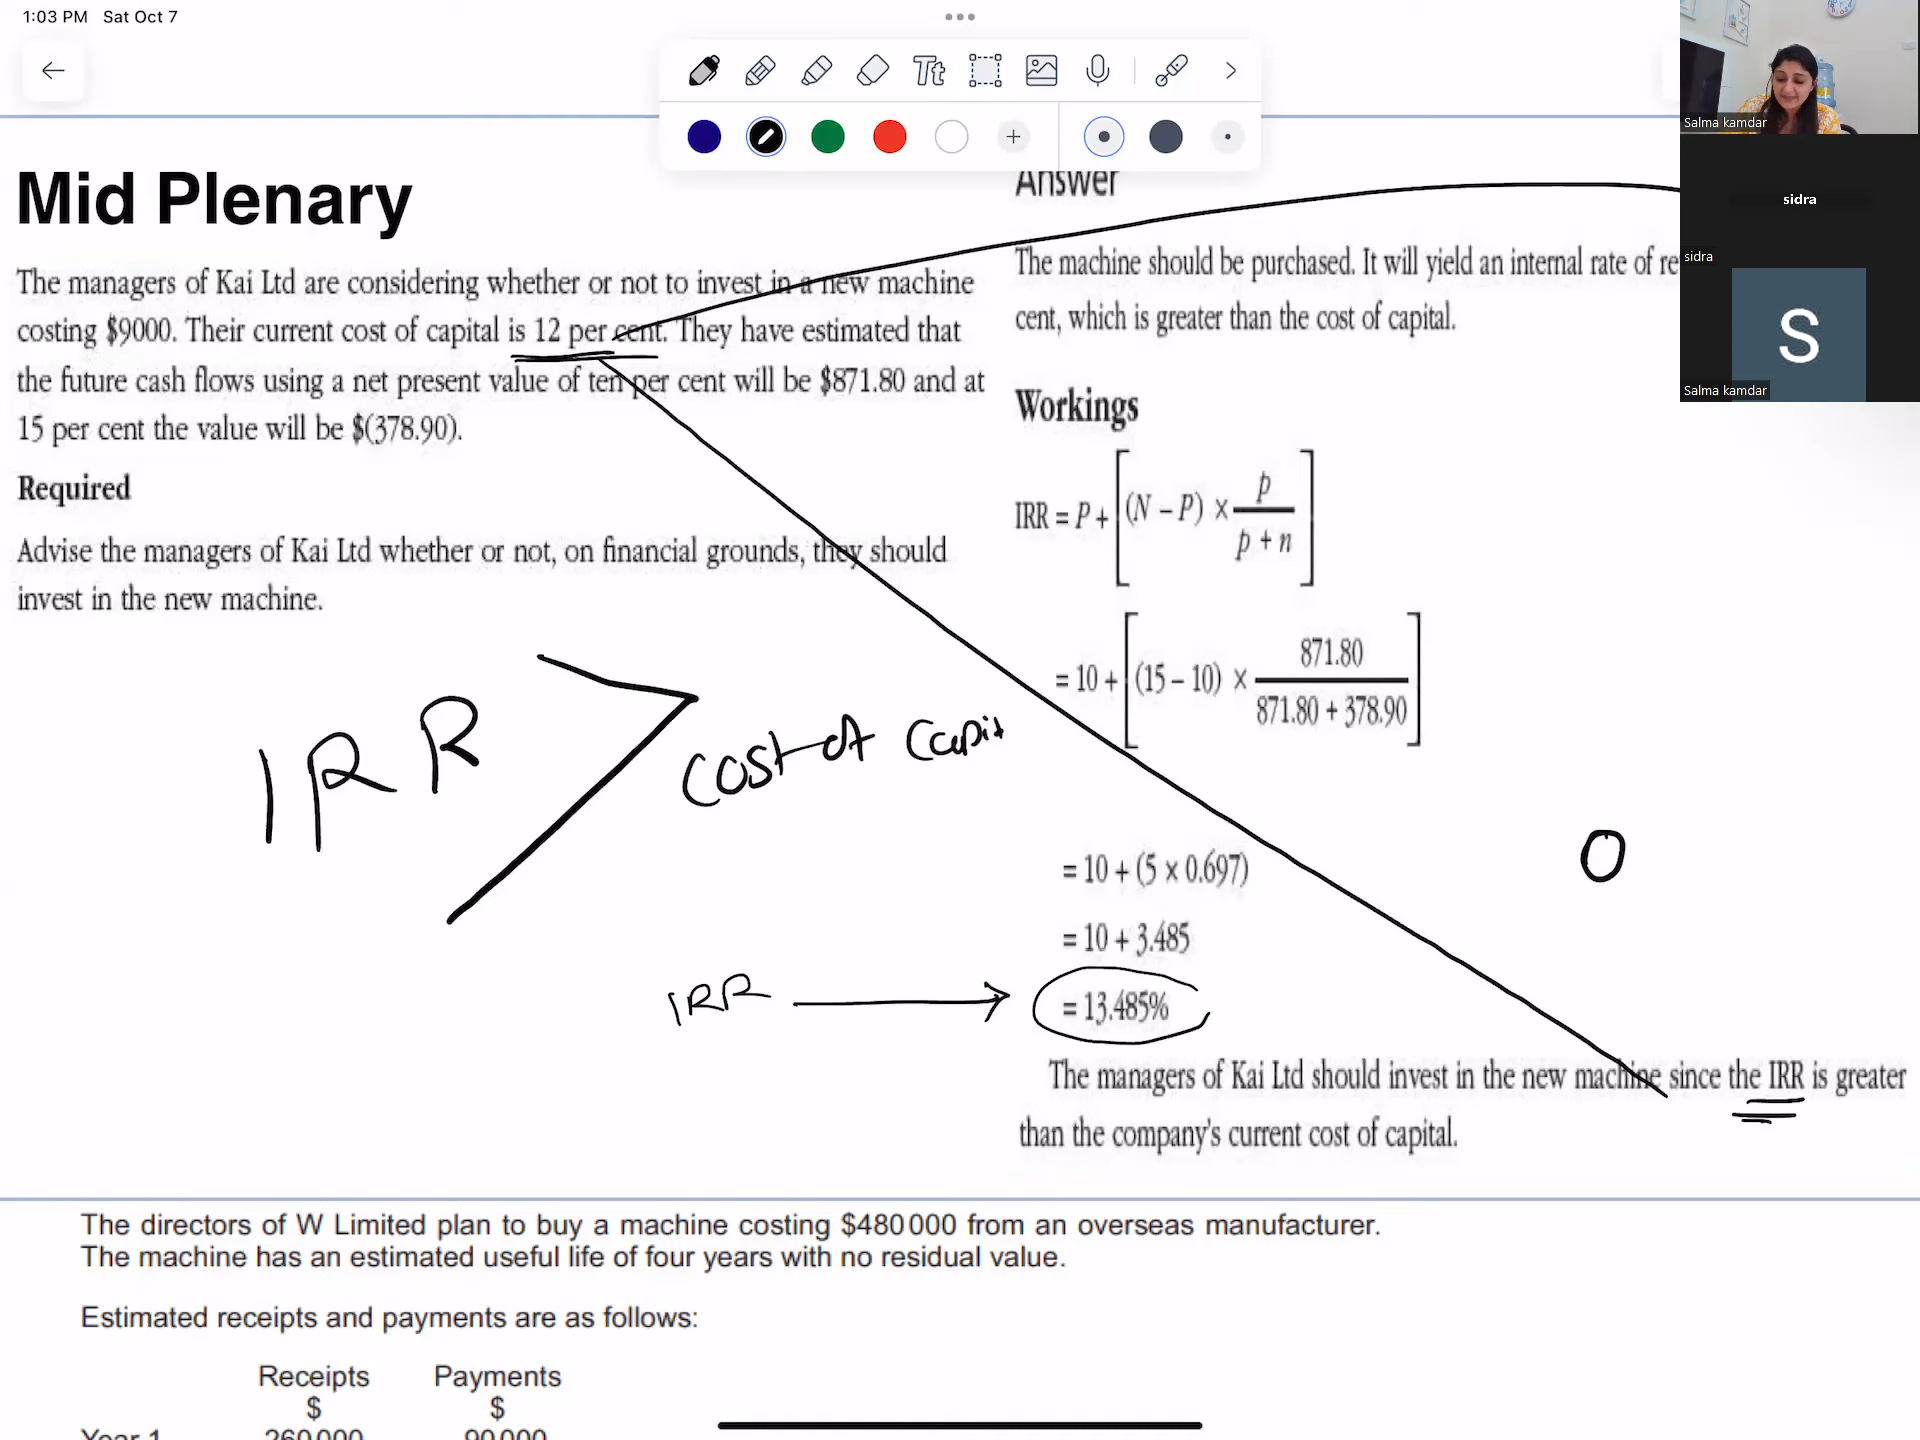 1:03 PM Sat Oct 7
Tt
Salma kamdar
sidra
sidra
S
Salma kamdar
Mid Plenary
The managers of Kai Ltd are considering whether or not to invest in a new machine
costing $9000. Their current cost of capital is 12 per cent. They have estimated that
the future cash flows using a net present value of ten per cent will be $871.80 and at
15 per cent the value will be $(378.90).
Required
Advise the managers of Kai Ltd whether or not, on financial grounds, they should
invest in the new machine.
IRR > cost of Capit
IRR →
Answer
The machine should be purchased. It will yield an internal rate of
cent, which is greater than the cost of capital.
Workings
IRR = P + [(N – P) × p / (p + n)]
= 10 + [(15 – 10) × 871.80 / (871.80 + 378.90)]
= 10 + (5 × 0.697)
= 10 + 3.485
= 13.485%
O
The managers of Kai Ltd should invest in the new machine since the IRR is greater
than the company's current cost of capital.
The directors of W Limited plan to buy a machine costing $480 000 from an overseas manufacturer.
The machine has an estimated useful life of four years with no residual value.
Estimated receipts and payments are as follows:
Receipts Payments
$ $
Year 1 260 000 90 000